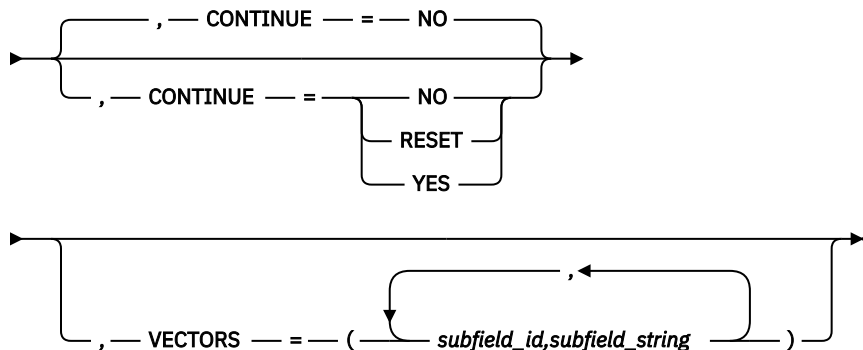 , CONTINUE = NO
, CONTINUE = NO
RESET
YES
,
, VECTORS = ( subfield_id,subfield_string )